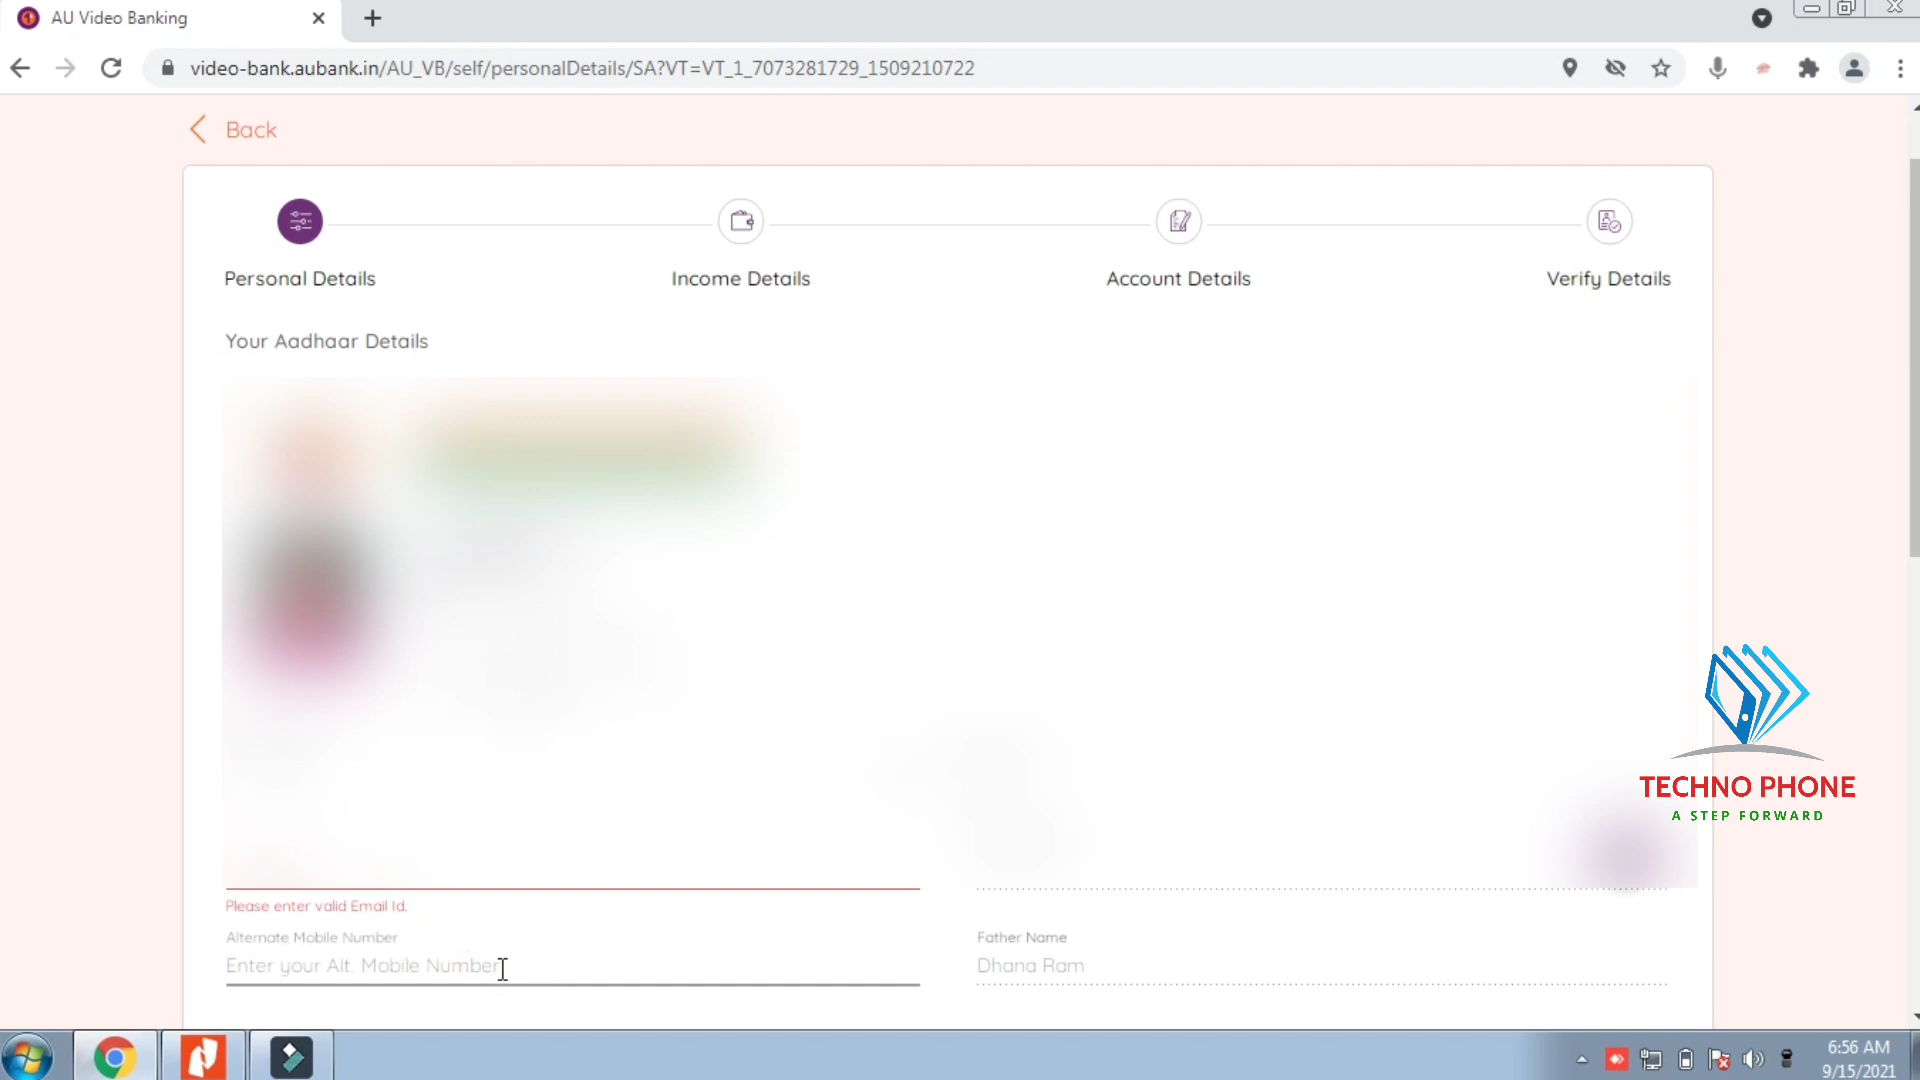 AU Video Banking
video-bank.aubank.in/AU_VB/self/personalDetails/SA?VT=VT_1_7073281729_1509210722
Back
Personal Details
Income Details
Account Details
Verify Details
Your Aadhaar Details
TECHNO PHONE
A STEP FORWARD
Please enter valid Email Id.
Alternate Mobile Number
Father Name
Enter your Alt. Mobile Number
Dhana Ram
6:56 AM
9/15/2021